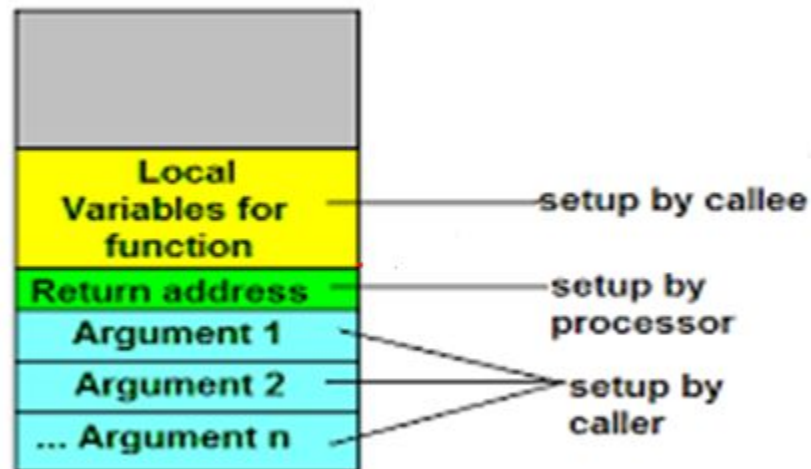 Local
Variables for
function
setup by callee
Return address
setup by
processor
Argument 1
Argument 2
... Argument n
setup by
caller